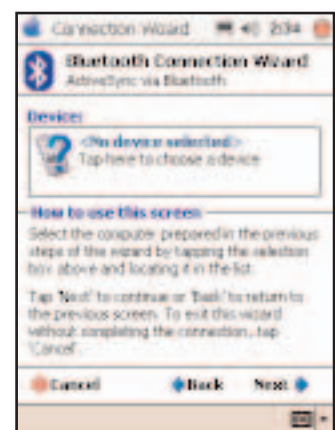 Connection Wizard 2:04
Bluetooth Connection Wizard
ActiveSync via Bluetooth
Device:
<No device selected>
Tap here to choose a device
How to use this screen
Select the computer prepared in the previous
steps of the wizard by tapping the selection
box above and locating it in the list.
Tap 'Next' to continue or 'Back' to return to
the previous screen. To exit this wizard
without completing the connection, tap
'Cancel'.
Cancel Back Next